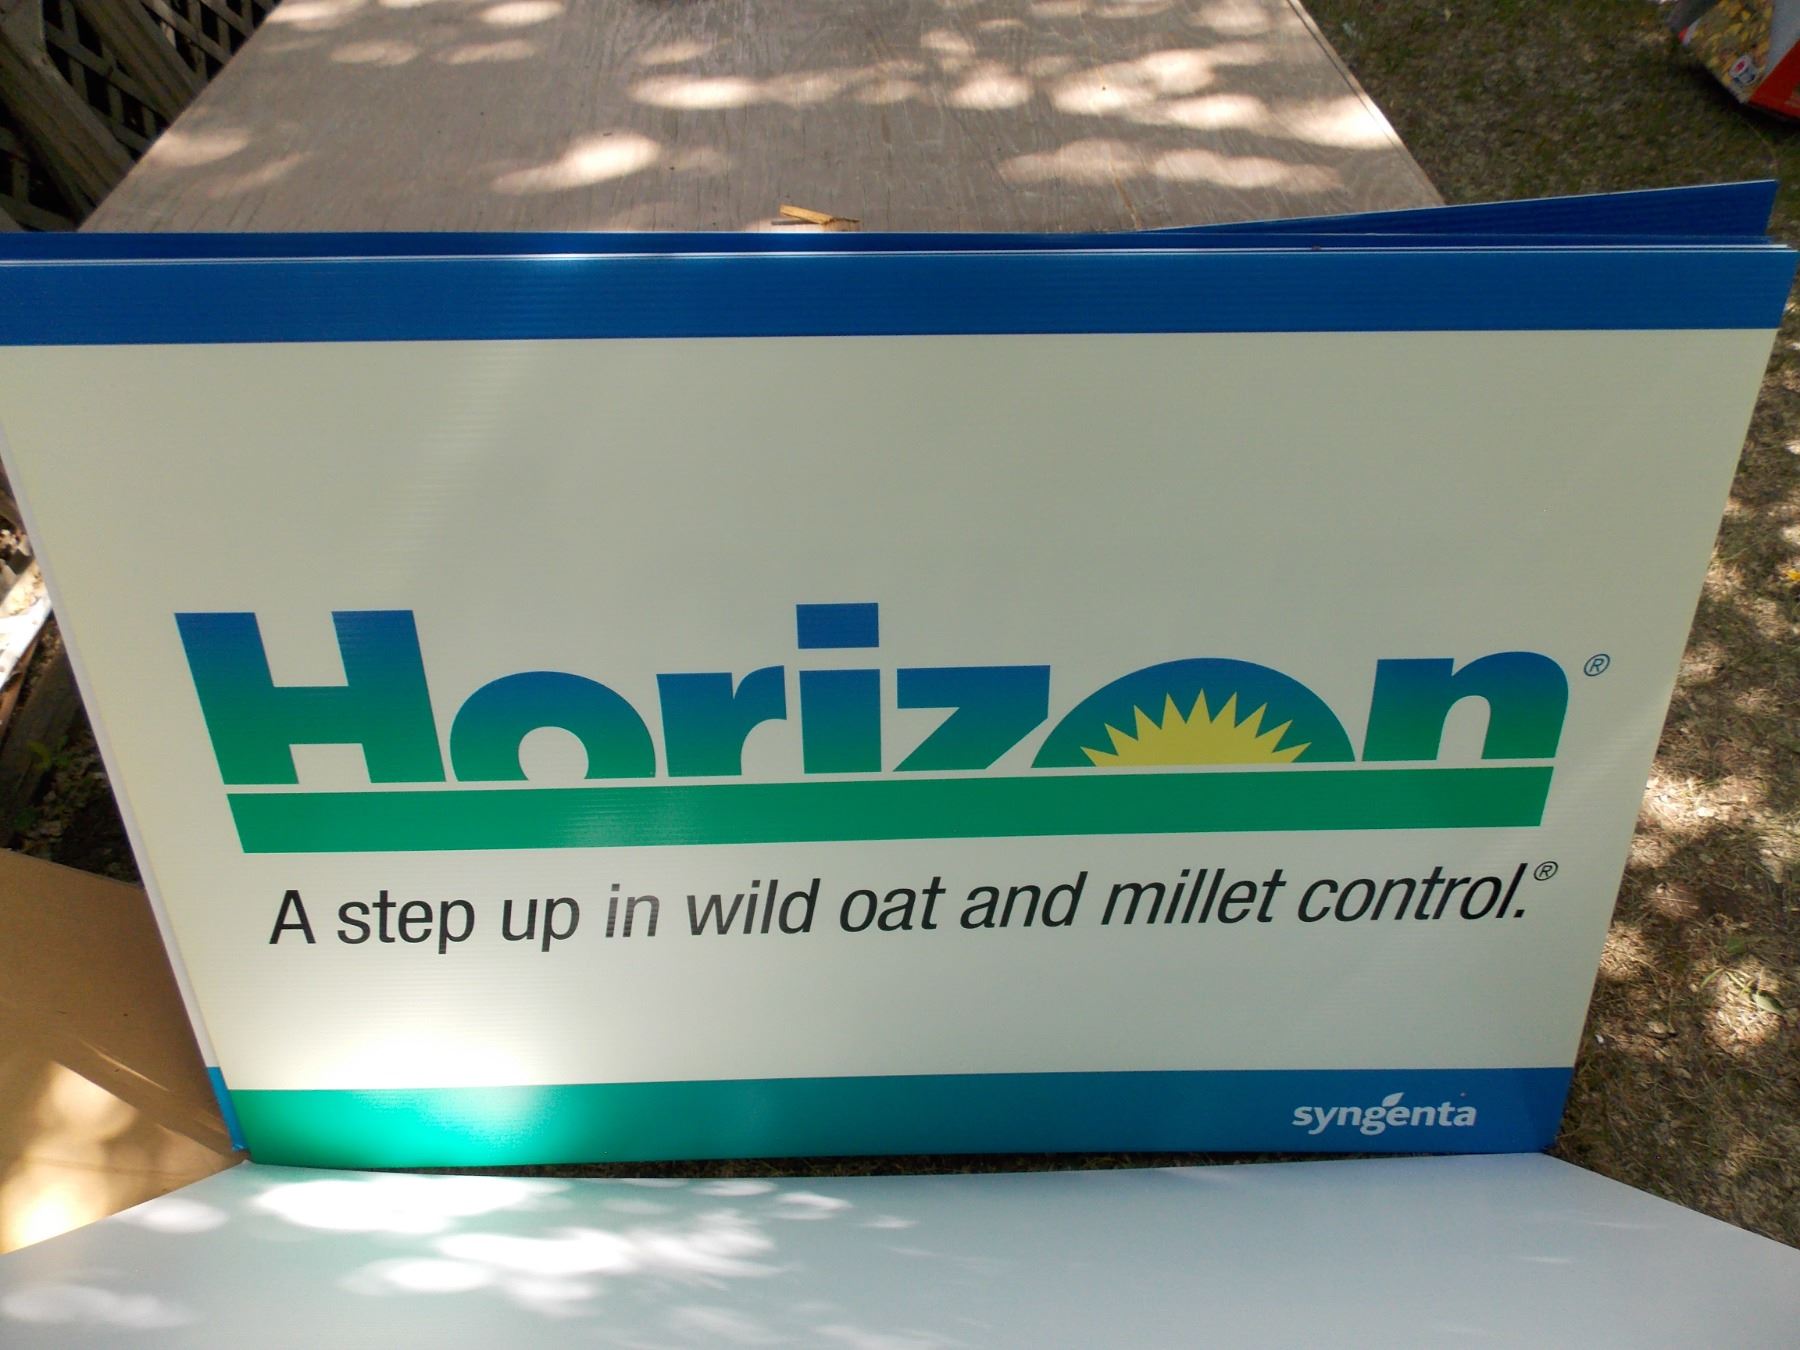 Horizon®
A step up in wild oat and millet control.®
syngenta